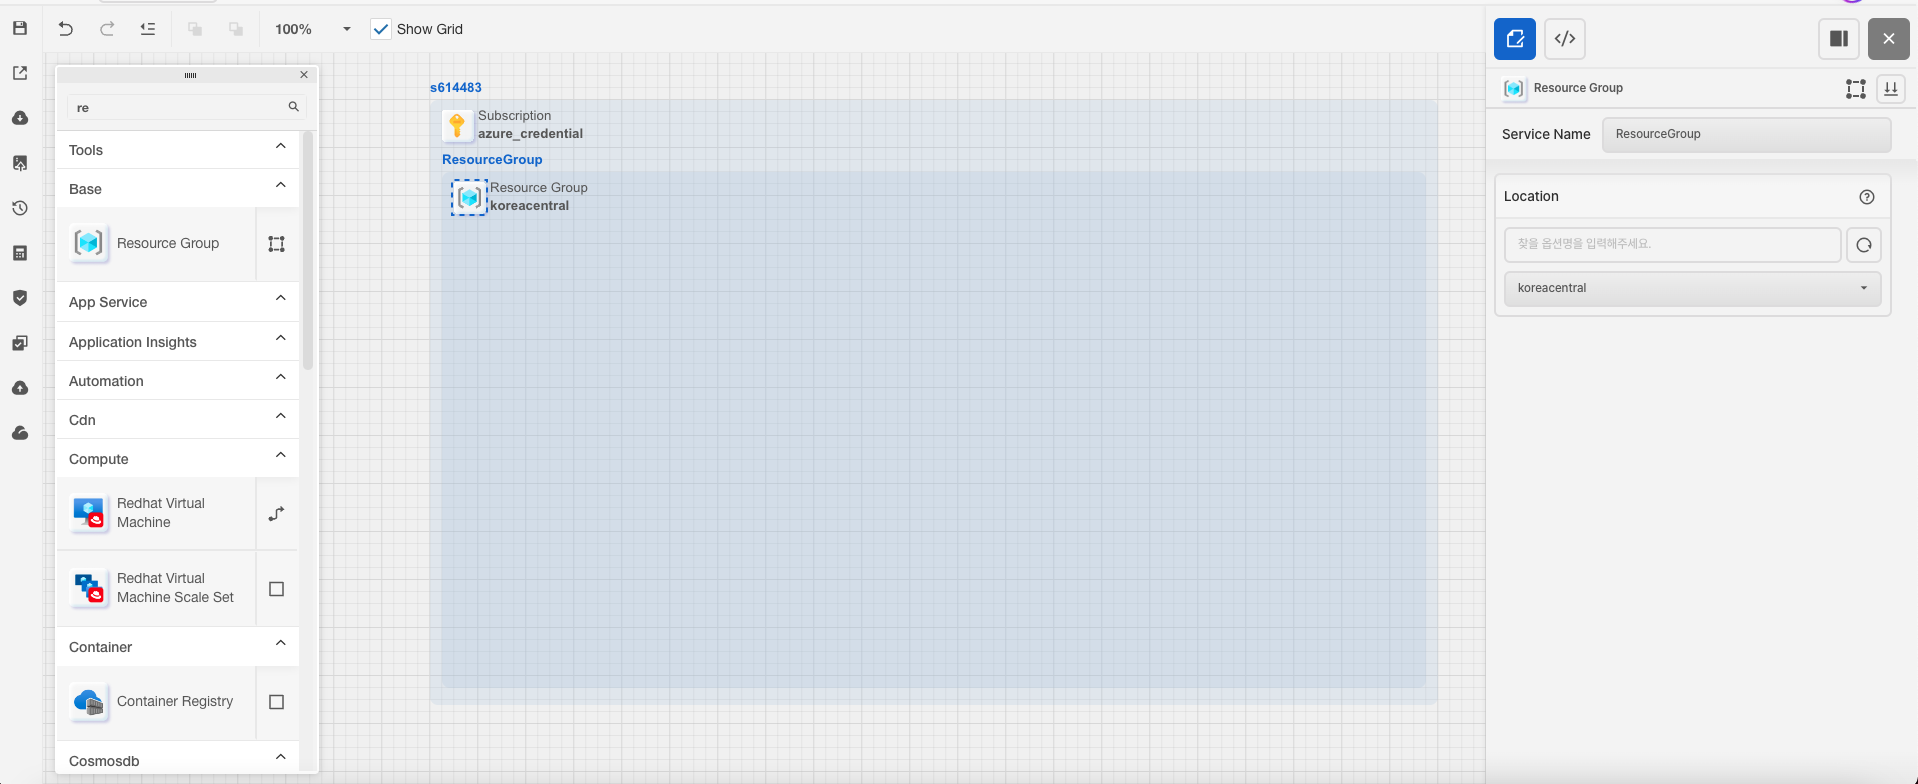 100%
Show Grid
re
Tools
Base
Resource Group
App Service
Application Insights
Automation
Cdn
Compute
Redhat Virtual
Machine
Redhat Virtual
Machine Scale Set
Container
Container Registry
Cosmosdb
s614483
Subscription
azure_credential
ResourceGroup
Resource Group
koreacentral
Resource Group
Service Name
ResourceGroup
Location
찾을 옵션명을 입력해주세요.
koreacentral